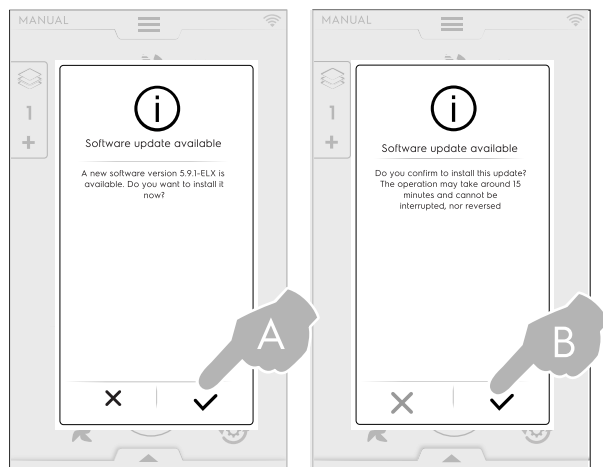 MANUAL
1
+
i
Software update available
A new software version 5.9.1-ELX is
available. Do you want to install it
now?
A
MANUAL
1
+
i
Software update available
Do you confirm to install this update?
The operation may take around 15
minutes and cannot be
interrupted, nor reversed
B